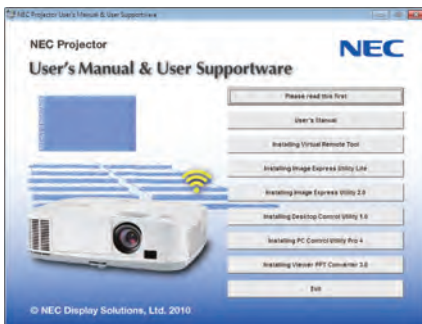 NEC Projector User's Manual & User Supportware
NEC Projector
NEC
User's Manual & User Supportware
Please read this first
User's Manual
Installing Virtual Remote Tool
Installing Image Express Utility Lite
Installing Image Express Utility 2.0
Installing Desktop Control Utility 1.0
Installing PC Control Utility Pro 4
Installing Viewer PPT Converter 3.0
Exit
© NEC Display Solutions, Ltd. 2010